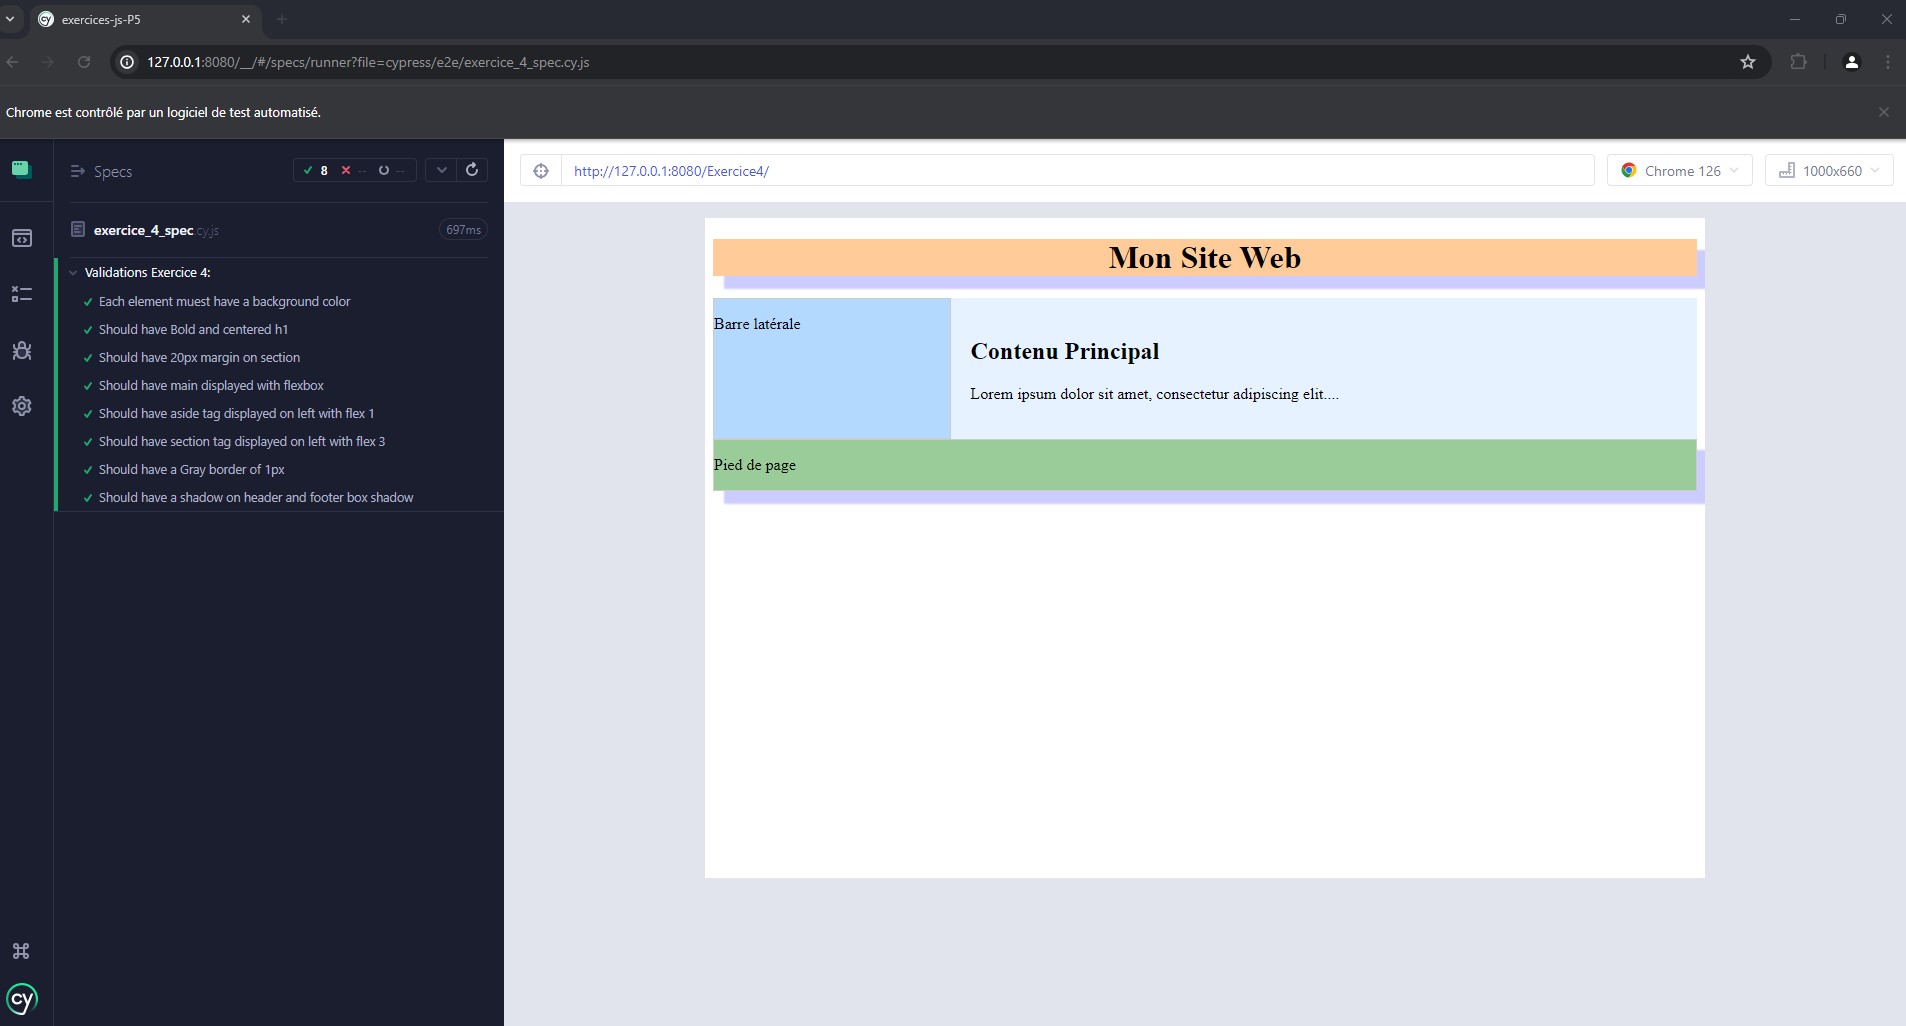 exercices-js-P5
127.0.0.1:8080/__/#/specs/runner?file=cypress/e2e/exercice_4_spec.cy.js
Chrome est contrôlé par un logiciel de test automatisé.
Specs
8 -- --
http://127.0.0.1:8080/Exercice4/
Chrome 126
1000x660
exercice_4_spec.cy.js
697ms
Validations Exercice 4:
Each element muest have a background color
Should have Bold and centered h1
Should have 20px margin on section
Should have main displayed with flexbox
Should have aside tag displayed on left with flex 1
Should have section tag displayed on left with flex 3
Should have a Gray border of 1px
Should have a shadow on header and footer box shadow
Mon Site Web
Barre latérale
Contenu Principal
Lorem ipsum dolor sit amet, consectetur adipiscing elit....
Pied de page
cy